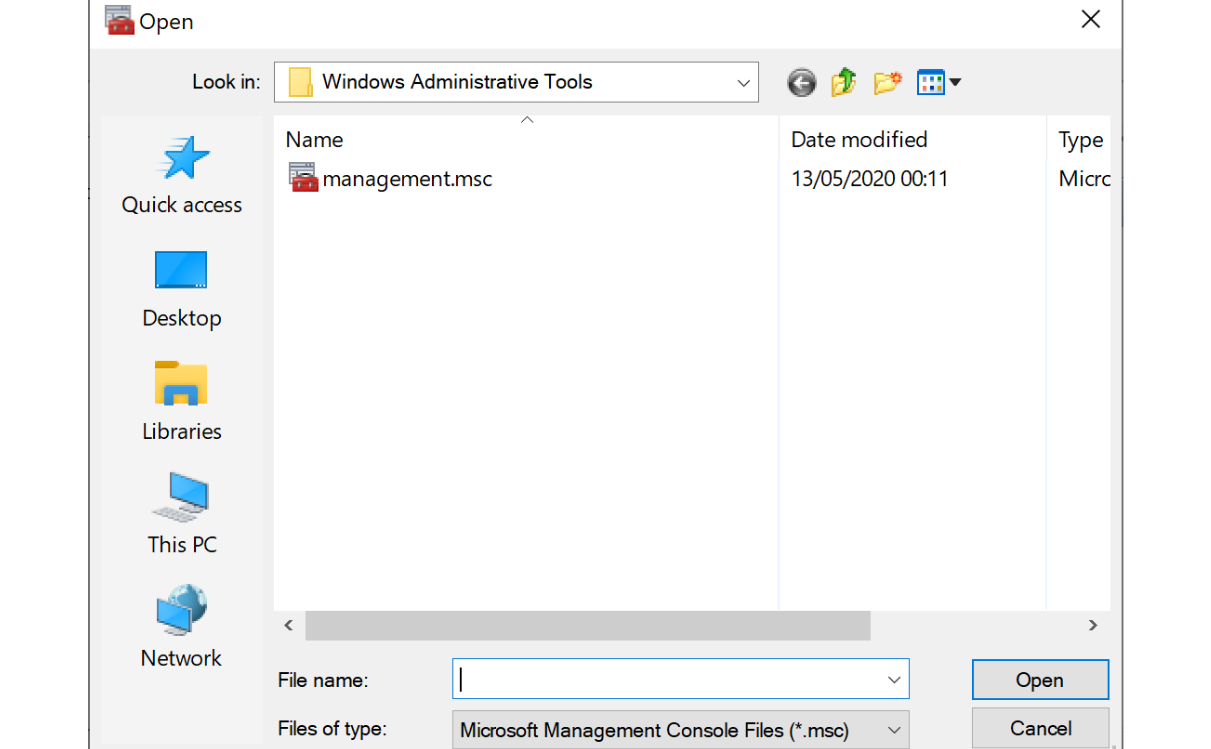 Open
Look in: Windows Administrative Tools
Name Date modified Type
management.msc 13/05/2020 00:11 Micro
Quick access
Desktop
Libraries
This PC
Network
File name: Open
Files of type: Microsoft Management Console Files (*.msc) Cancel